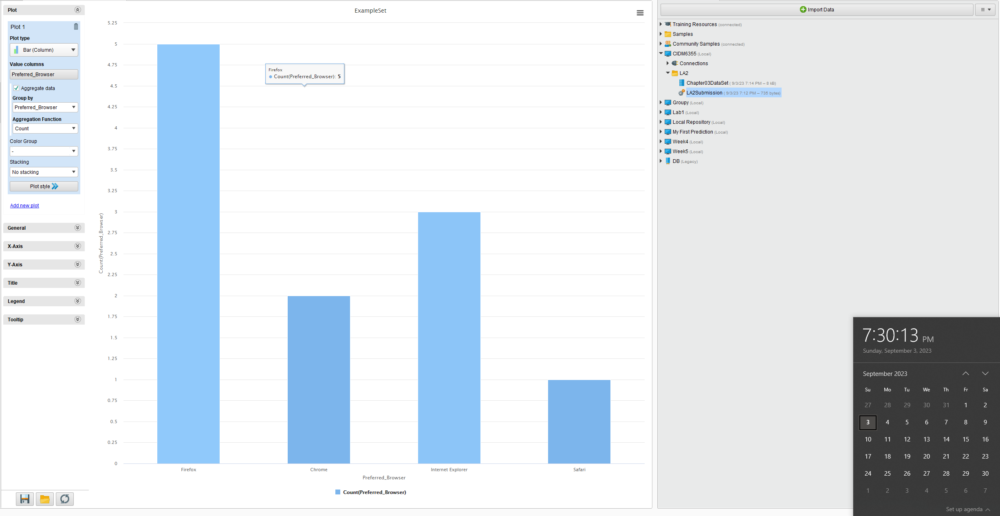 Plot
Plot 1
Plot type
Bar (Column)
Value columns
Preferred_Browser
Aggregate data
Group by
Preferred_Browser
Aggregation Function
Count
Color Group
-
Stacking
No stacking
Plot style
Add new plot
General
X-Axis
Y-Axis
Title
Legend
Tooltip
ExampleSet
5.25
5
4.75
4.5
4.25
4
3.75
3.5
3.25
3
2.75
2.5
2.25
2
1.75
1.5
1.25
1
0.75
0.5
0.25
0
Count(Preferred_Browser)
Firefox
Count(Preferred_Browser): 5
Firefox Chrome Internet Explorer Safari
Preferred_Browser
Count(Preferred_Browser)
Import Data
Training Resources (connected)
Samples
Community Samples (connected)
CIDM6355 (Local)
Connections
LA2
Chapter03DataSet ( 9/3/23 7:14 PM – 8 kB)
LA2Submission ( 9/3/23 7:12 PM – 735 bytes)
Groupy (Local)
Lab1 (Local)
Local Repository (Local)
My First Prediction (Local)
Week4 (Local)
Week5 (Local)
DB (Legacy)
7:30:13 PM
Sunday, September 3, 2023
September 2023
Su Mo Tu We Th Fr Sa
27 28 29 30 31 1 2
3 4 5 6 7 8 9
10 11 12 13 14 15 16
17 18 19 20 21 22 23
24 25 26 27 28 29 30
1 2 3 4 5 6 7
Set up agenda